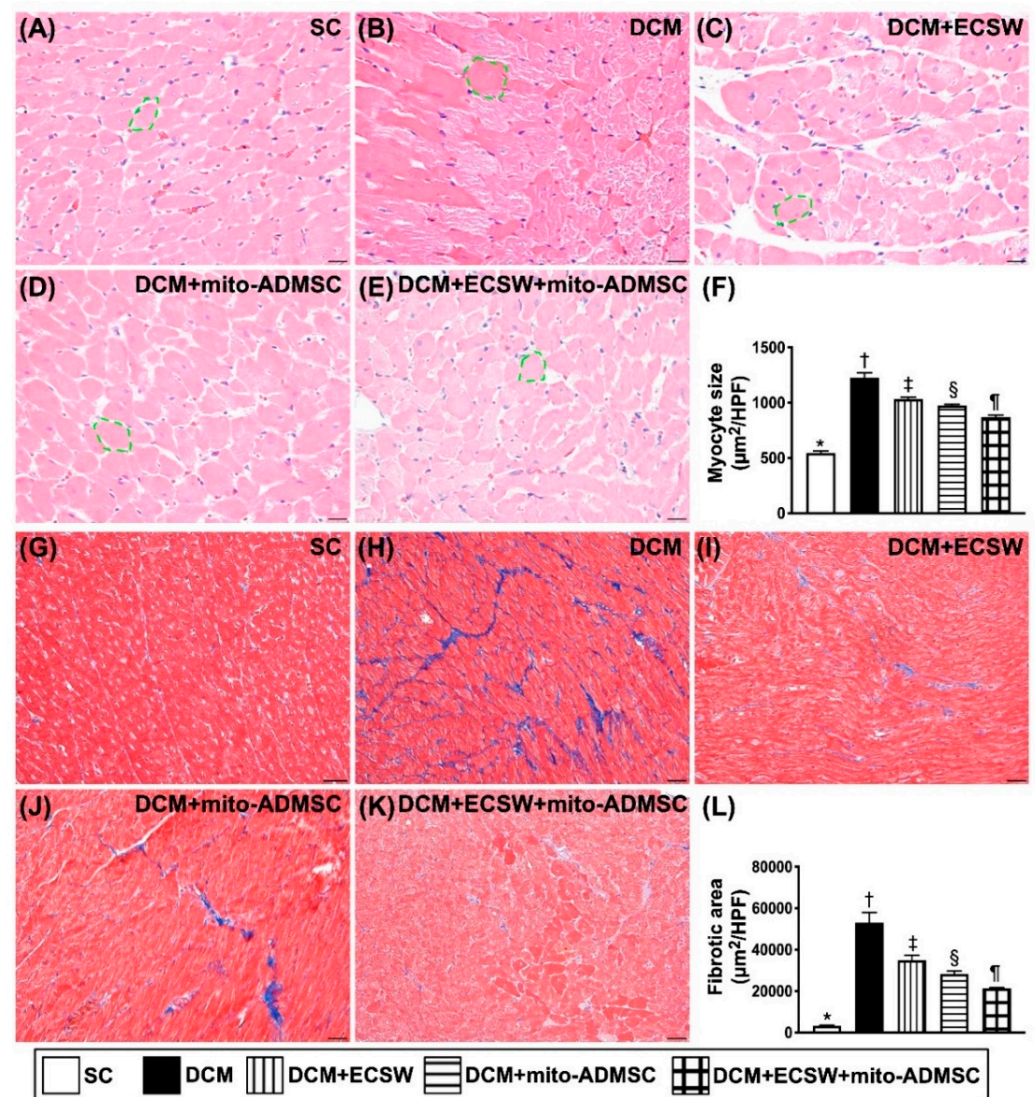 (A) SC
(B) DCM
(C) DCM+ECSW
(D) DCM+mito-ADMSC
(E) DCM+ECSW+mito-ADMSC
(F)
Myocyte size
(µm²/HPF)
1500
1000
500
0
*
†
‡
§
¶
(G) SC
(H) DCM
(I) DCM+ECSW
(J) DCM+mito-ADMSC
(K) DCM+ECSW+mito-ADMSC
(L)
Fibrotic area
(µm²/HPF)
80000
60000
40000
20000
0
*
†
‡
§
¶
SC DCM DCM+ECSW DCM+mito-ADMSC DCM+ECSW+mito-ADMSC